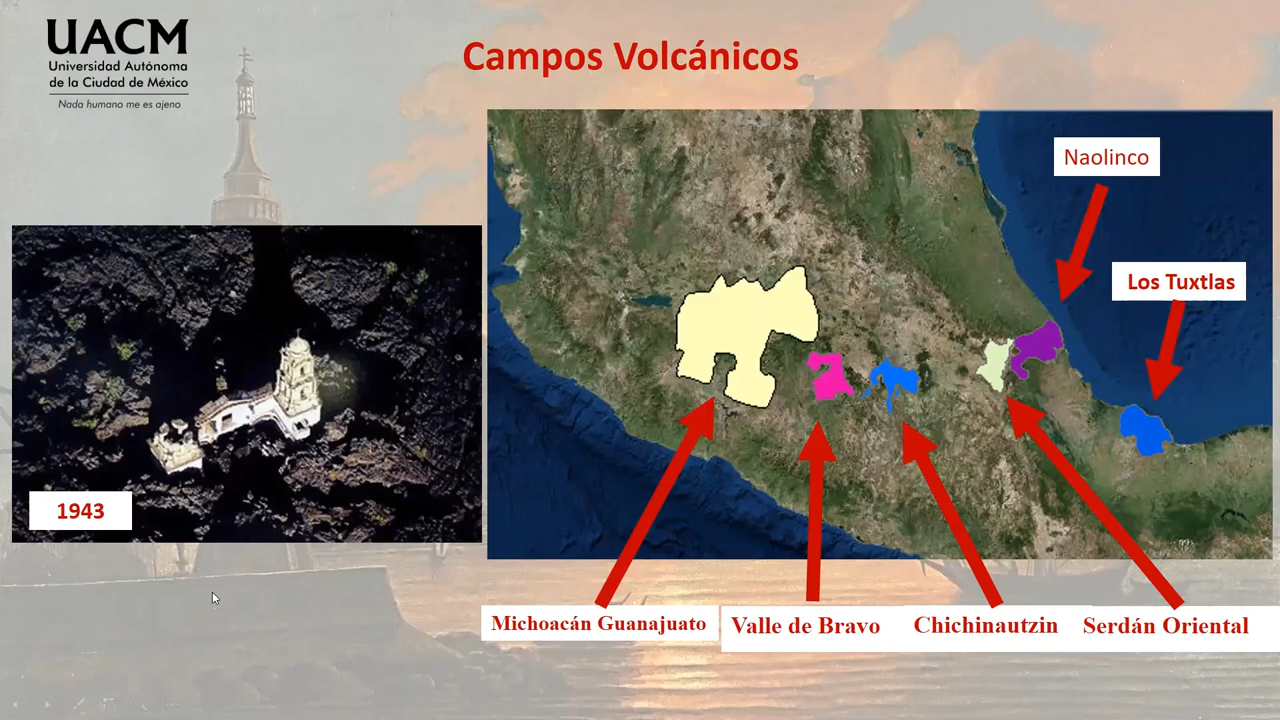 UACM
Universidad Autónoma
de la Ciudad de México
Nada humano me es ajeno
Campos Volcánicos
Naolinco
Los Tuxtlas
1943
Michoacán Guanajuato
Valle de Bravo
Chichinautzin
Serdán Oriental